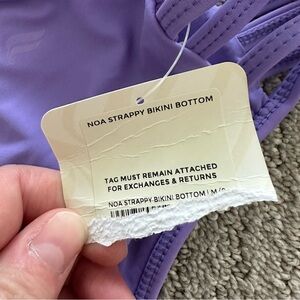 NOA STRAPPY BIKINI BOTTOM
TAG MUST REMAIN ATTACHED
FOR EXCHANGES & RETURNS
NOA STRAPPY BIKINI BOTTOM | M